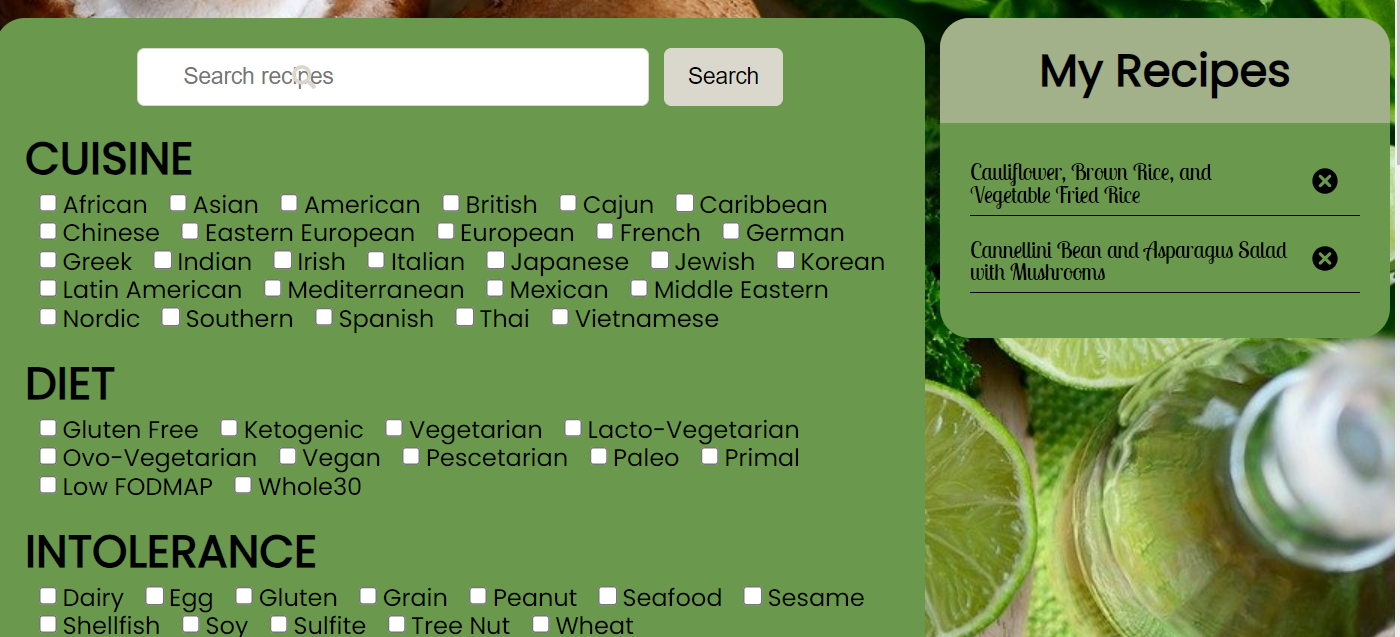 Search recipes
Search
CUISINE
African Asian American British Cajun Caribbean
Chinese Eastern European European French German
Greek Indian Irish Italian Japanese Jewish Korean
Latin American Mediterranean Mexican Middle Eastern
Nordic Southern Spanish Thai Vietnamese
DIET
Gluten Free Ketogenic Vegetarian Lacto-Vegetarian
Ovo-Vegetarian Vegan Pescetarian Paleo Primal
Low FODMAP Whole30
INTOLERANCE
Dairy Egg Gluten Grain Peanut Seafood Sesame
Shellfish Soy Sulfite Tree Nut Wheat
My Recipes
Cauliflower, Brown Rice, and
Vegetable Fried Rice
Cannellini Bean and Asparagus Salad
with Mushrooms